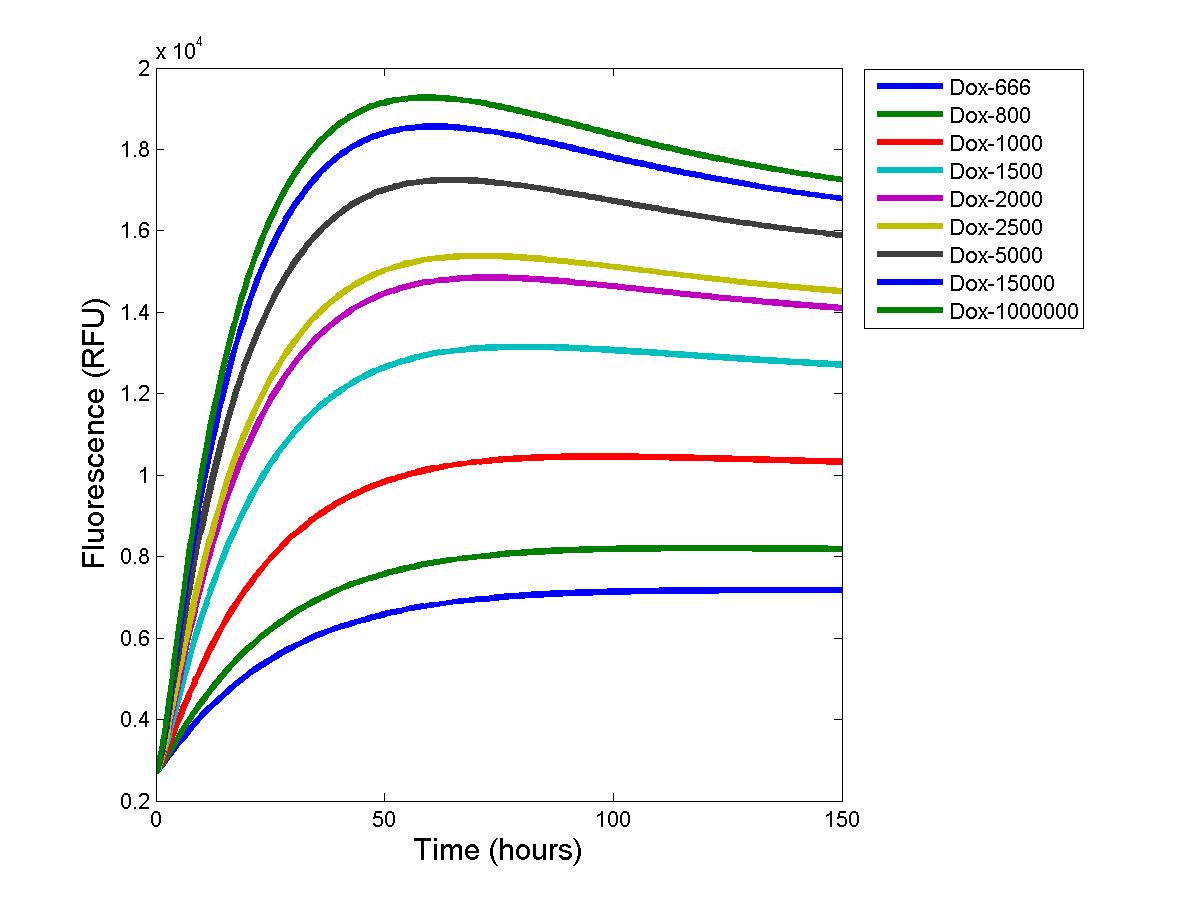 x 10^4
2
1.8
1.6
1.4
1.2
1
0.8
0.6
0.4
0.2
0 50 100 150
Time (hours)
Fluorescence (RFU)
Dox-666
Dox-800
Dox-1000
Dox-1500
Dox-2000
Dox-2500
Dox-5000
Dox-15000
Dox-1000000